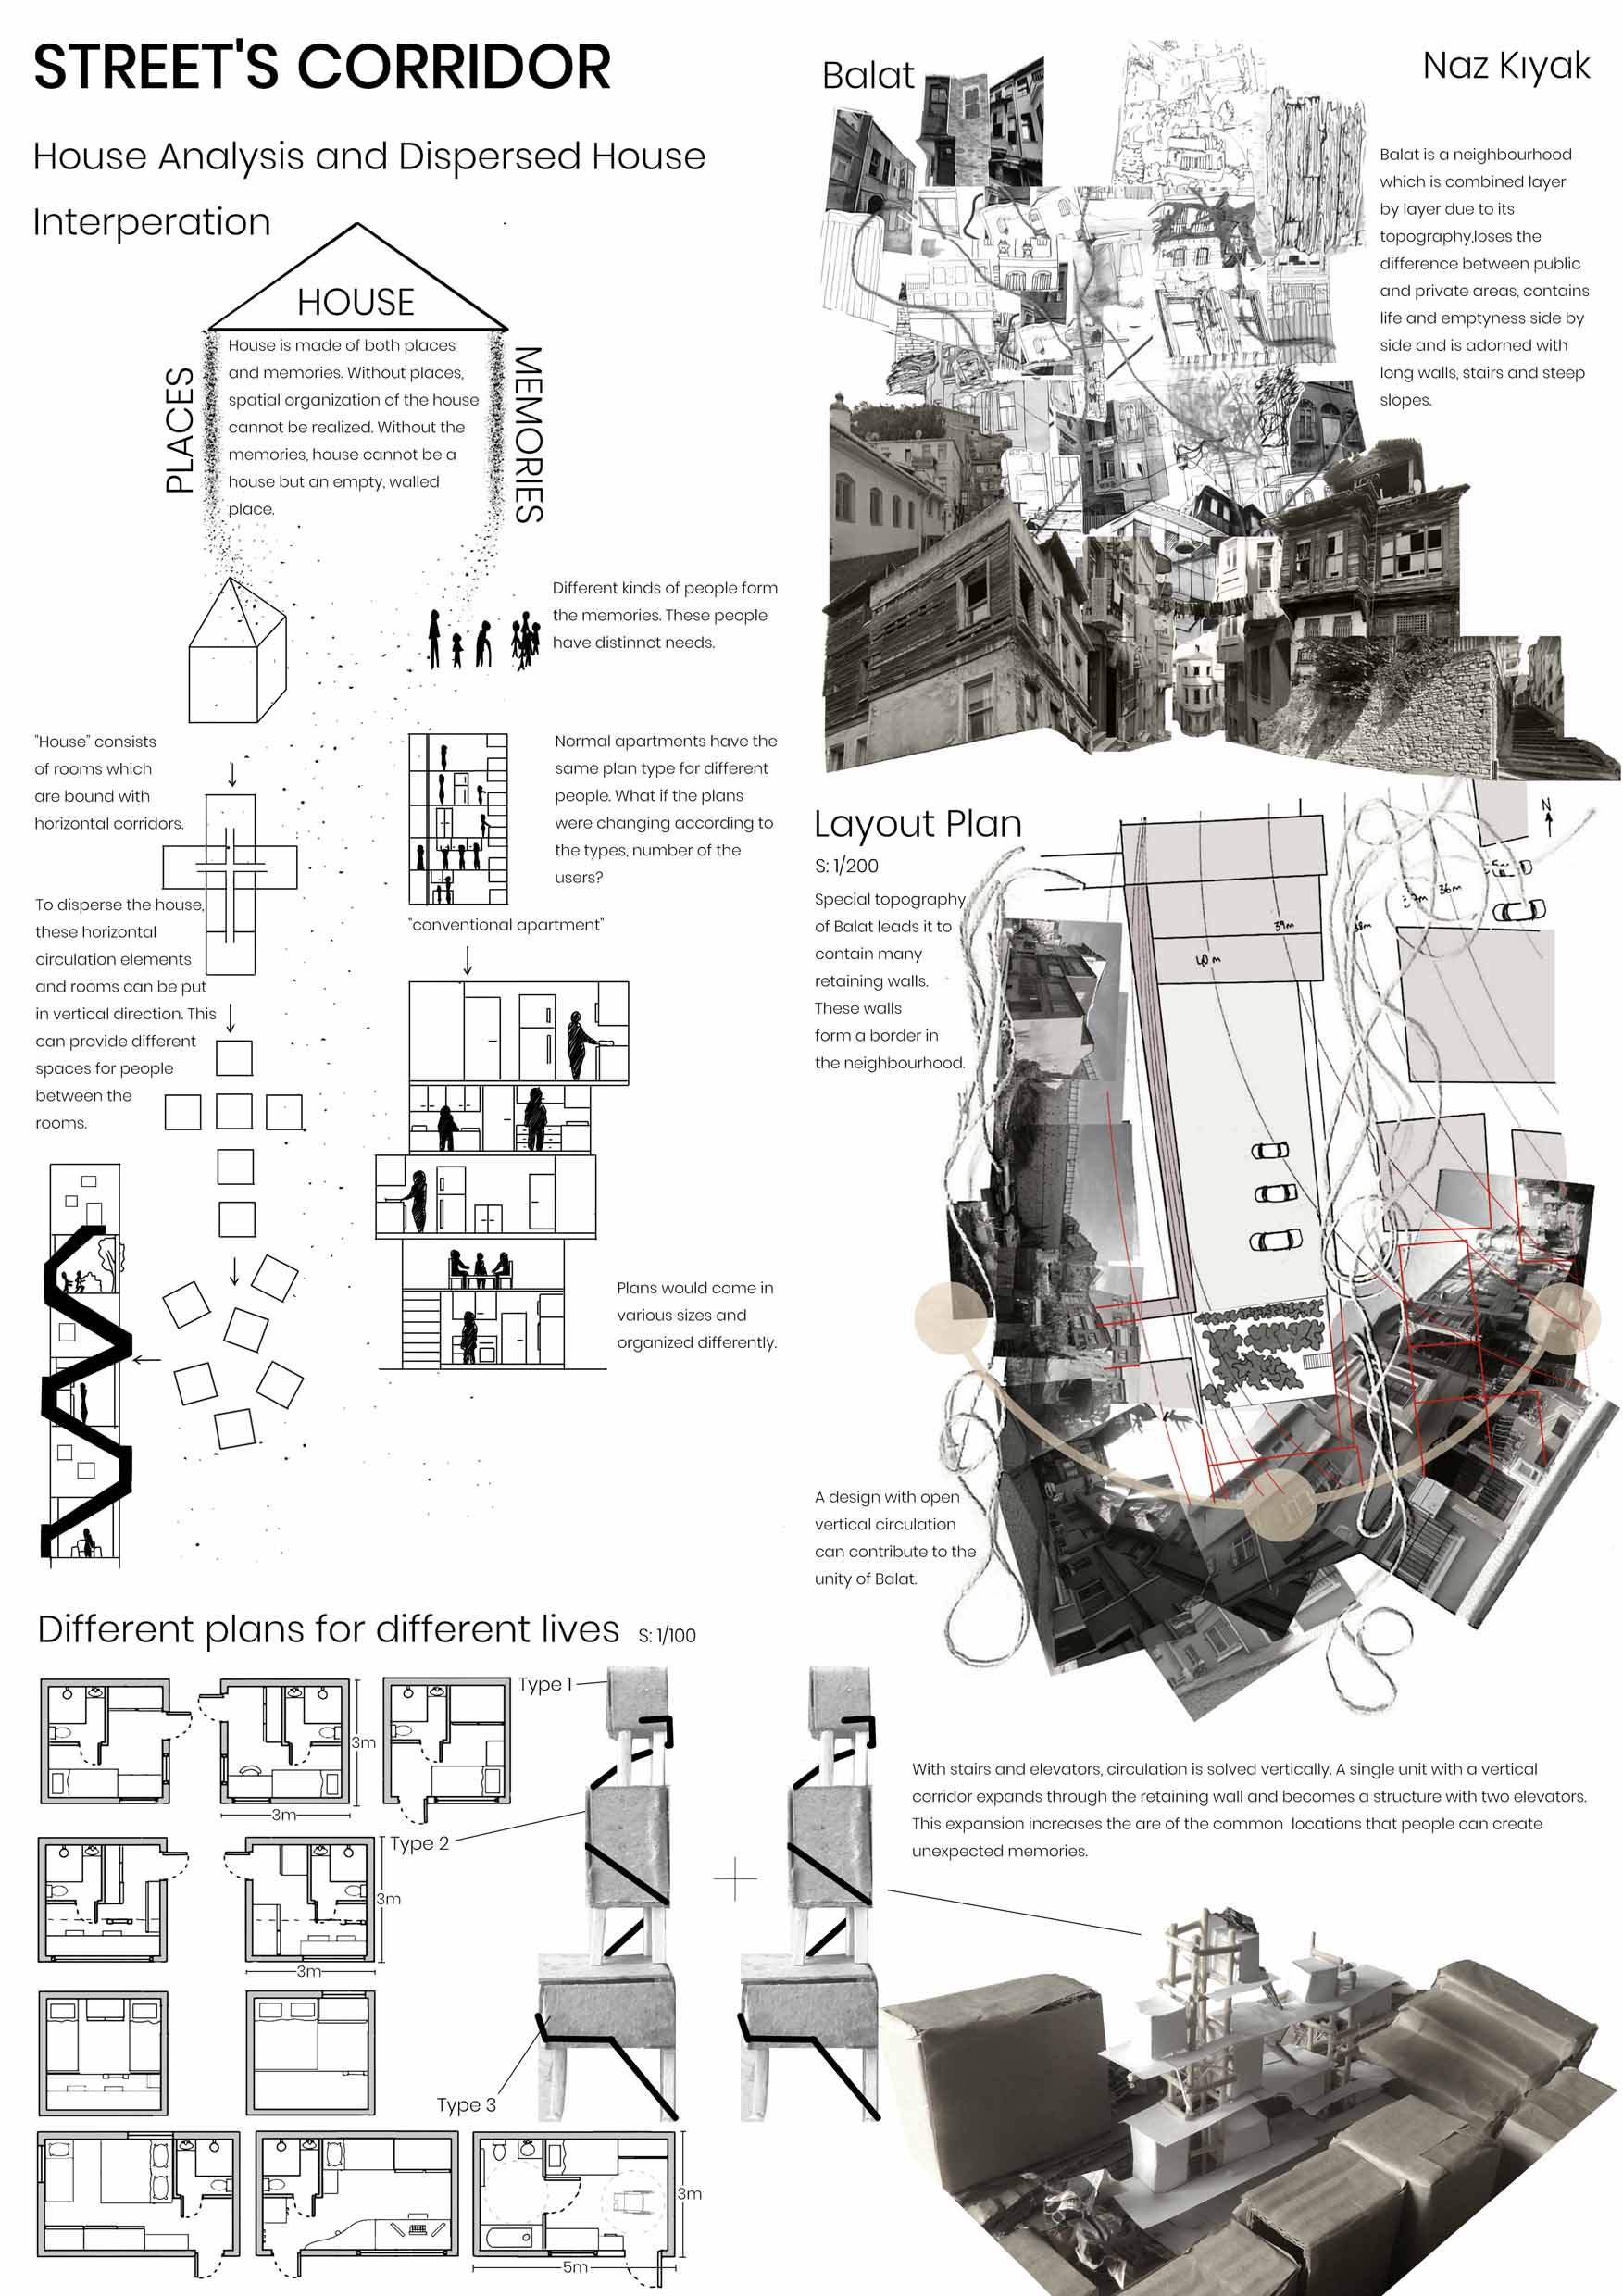 STREET'S CORRIDOR
House Analysis and Dispersed House
Interperation
HOUSE
PLACES
House is made of both places
and memories. Without places,
spatial organization of the house
cannot be realized. Without the
memories, house cannot be a
house but an empty, walled
place.
MEMORIES
Different kinds of people form
the memories. These people
have distinnct needs.
"House" consists
of rooms which
are bound with
horizontal corridors.
Normal apartments have the
same plan type for different
people. What if the plans
were changing according to
the types, number of the
users?
"conventional apartment"
To disperse the house,
these horizontal
circulation elements
and rooms can be put
in vertical direction. This
can provide different
spaces for people
between the
rooms.
Plans would come in
various sizes and
organized differently.
Balat
Naz Kıyak
Balat is a neighbourhood
which is combined layer
by layer due to its
topography,loses the
difference between public
and private areas, contains
life and emptyness side by
side and is adorned with
long walls, stairs and steep
slopes.
Layout Plan
S: 1/200
Special topography
of Balat leads it to
contain many
retaining walls.
These walls
form a border in
the neighbourhood.
N
36m
39m
40m
A design with open
vertical circulation
can contribute to the
unity of Balat.
Different plans for different lives S: 1/100
Type 1
3m
3m
Type 2
3m
3m
Type 3
3m
5m
With stairs and elevators, circulation is solved vertically. A single unit with a vertical
corridor expands through the retaining wall and becomes a structure with two elevators.
This expansion increases the are of the common locations that people can create
unexpected memories.